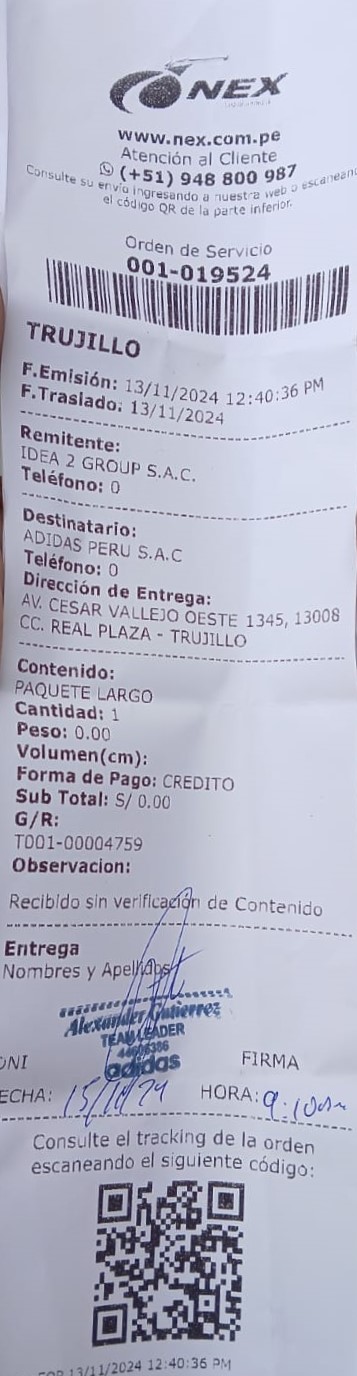 NEX
www.nex.com.pe
Atención al Cliente
(+51) 948 800 987
Consulte su envío ingresando a nuestra web o escaneand
el código QR de la parte inferior.
Orden de Servicio
001-019524
TRUJILLO
F.Emisión: 13/11/2024 12:40:36 PM
F.Traslado: 13/11/2024
Remitente:
IDEA 2 GROUP S.A.C.
Teléfono: 0
Destinatario:
ADIDAS PERU S.A.C
Teléfono: 0
Dirección de Entrega:
AV. CESAR VALLEJO OESTE 1345, 13008
CC. REAL PLAZA - TRUJILLO
Contenido:
PAQUETE LARGO
Cantidad: 1
Peso: 0.00
Volumen(cm):
Forma de Pago: CREDITO
Sub Total: S/ 0.00
G/R:
T001-00004759
Observacion:
Recibido sin verificación de Contenido
Entrega
Nombres y Apellidos
Alexander Gutierrez
TEAM LEADER
adidas
DNI FIRMA
ECHA: HORA:
Consulte el tracking de la orden
escaneando el siguiente código:
13/11/2024 12:40:36 PM